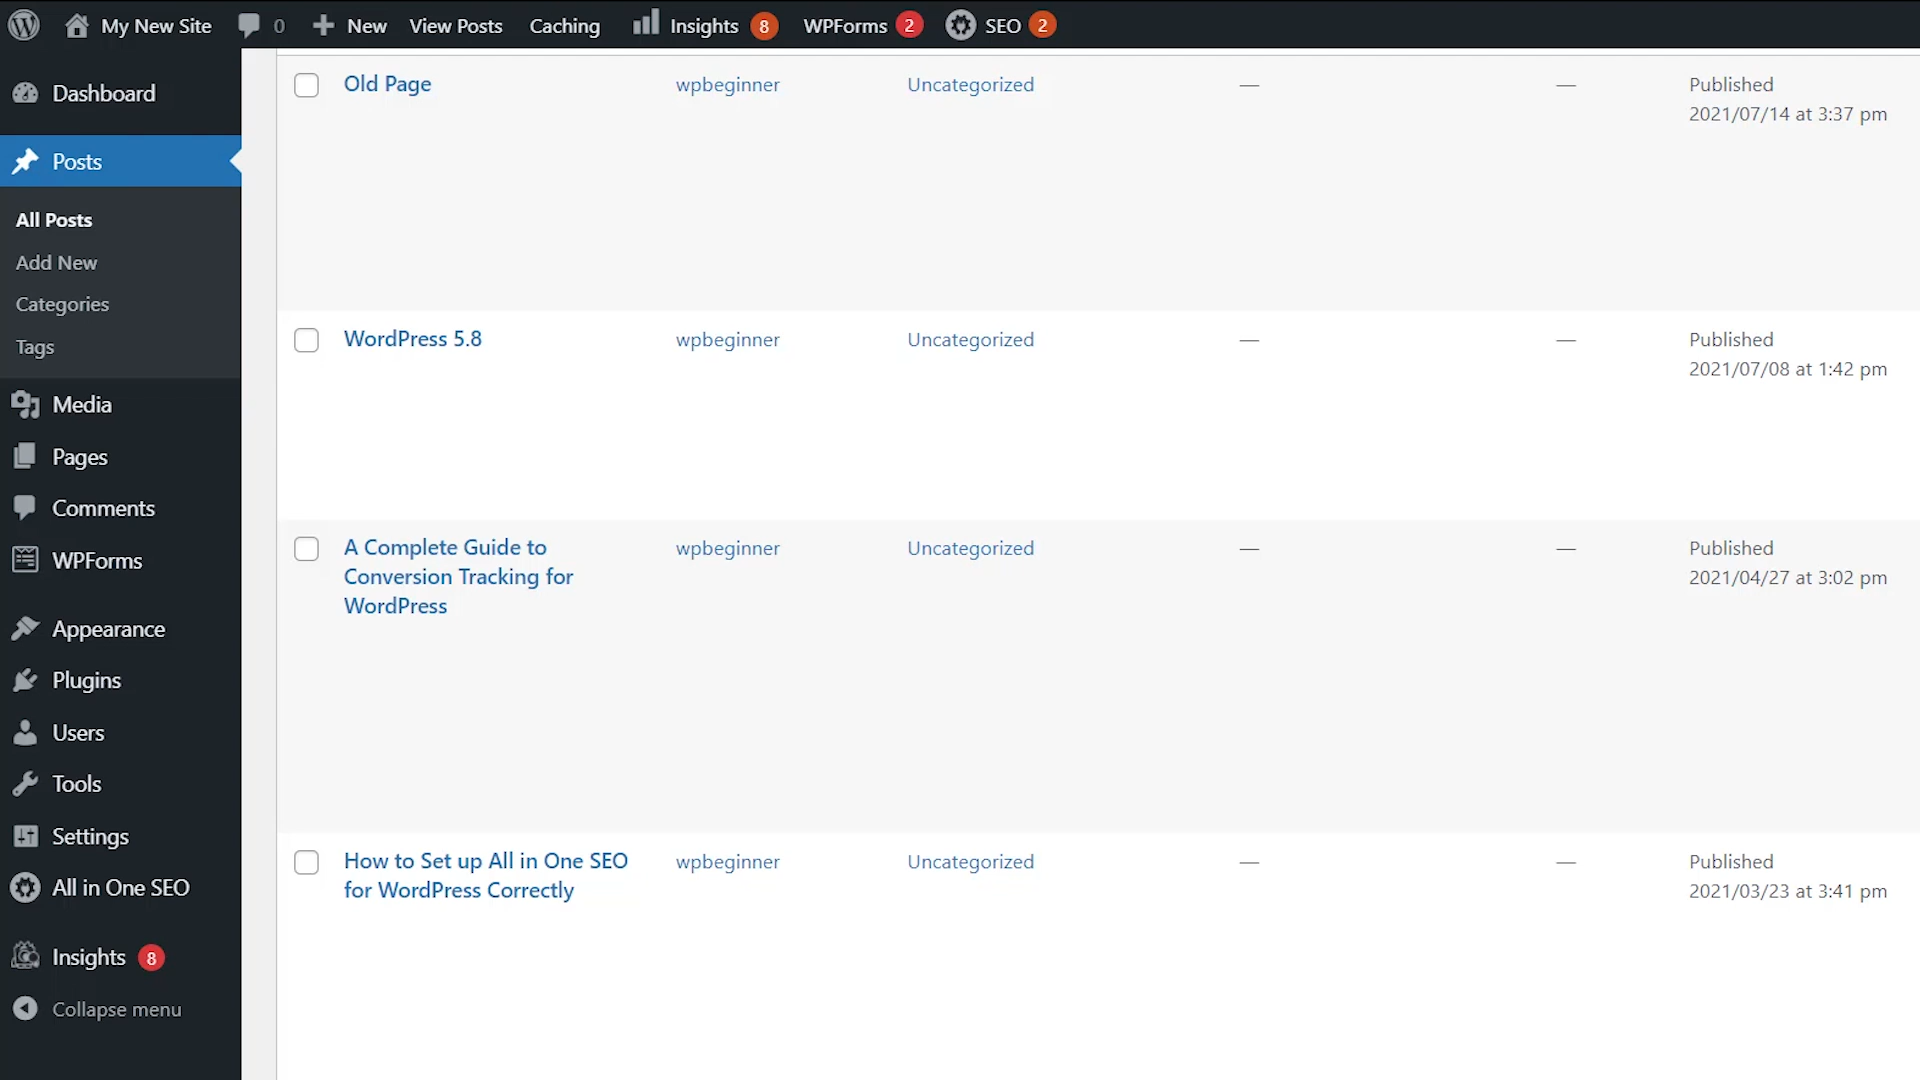 My New Site 0 New View Posts Caching Insights 8 WPForms 2 SEO 2
Dashboard
Posts
All Posts
Add New
Categories
Tags
Media
Pages
Comments
WPForms
Appearance
Plugins
Users
Tools
Settings
All in One SEO
Insights 8
Collapse menu
Old Page wpbeginner Uncategorized — — Published
2021/07/14 at 3:37 pm
WordPress 5.8 wpbeginner Uncategorized — — Published
2021/07/08 at 1:42 pm
A Complete Guide to wpbeginner Uncategorized — — Published
Conversion Tracking for 2021/04/27 at 3:02 pm
WordPress
How to Set up All in One SEO wpbeginner Uncategorized — — Published
for WordPress Correctly 2021/03/23 at 3:41 pm